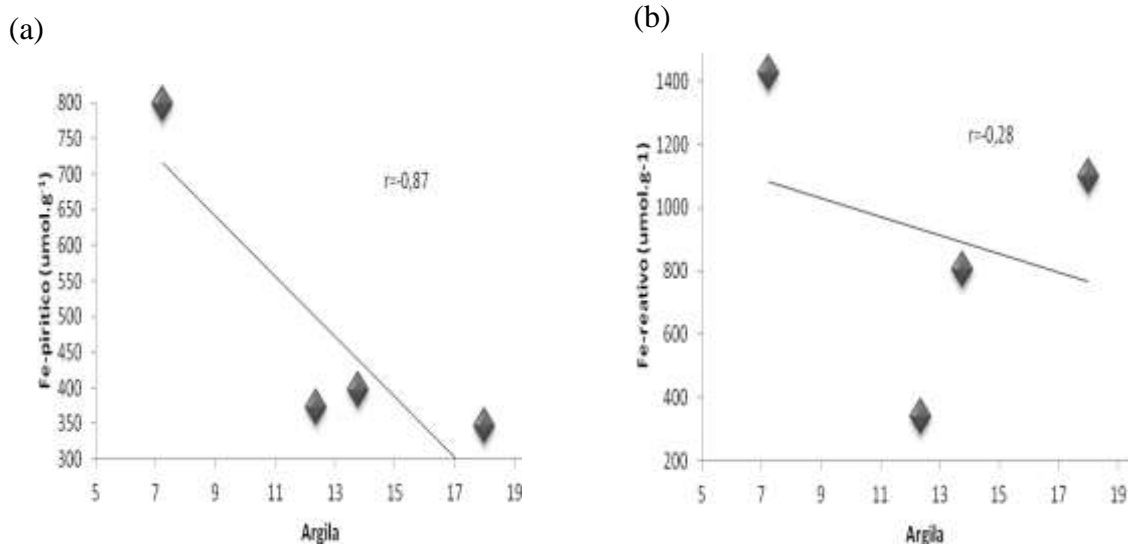 (a)
Fe-piritico (umol.g⁻¹)
800
750
700
650
600
550
500
450
400
350
300
r=-0,87
5 7 9 11 13 15 17 19
Argila
(b)
Fe-reativo (umol.g-1)
1400
1200
1000
800
600
400
200
r=-0,28
5 7 9 11 13 15 17 19
Argila